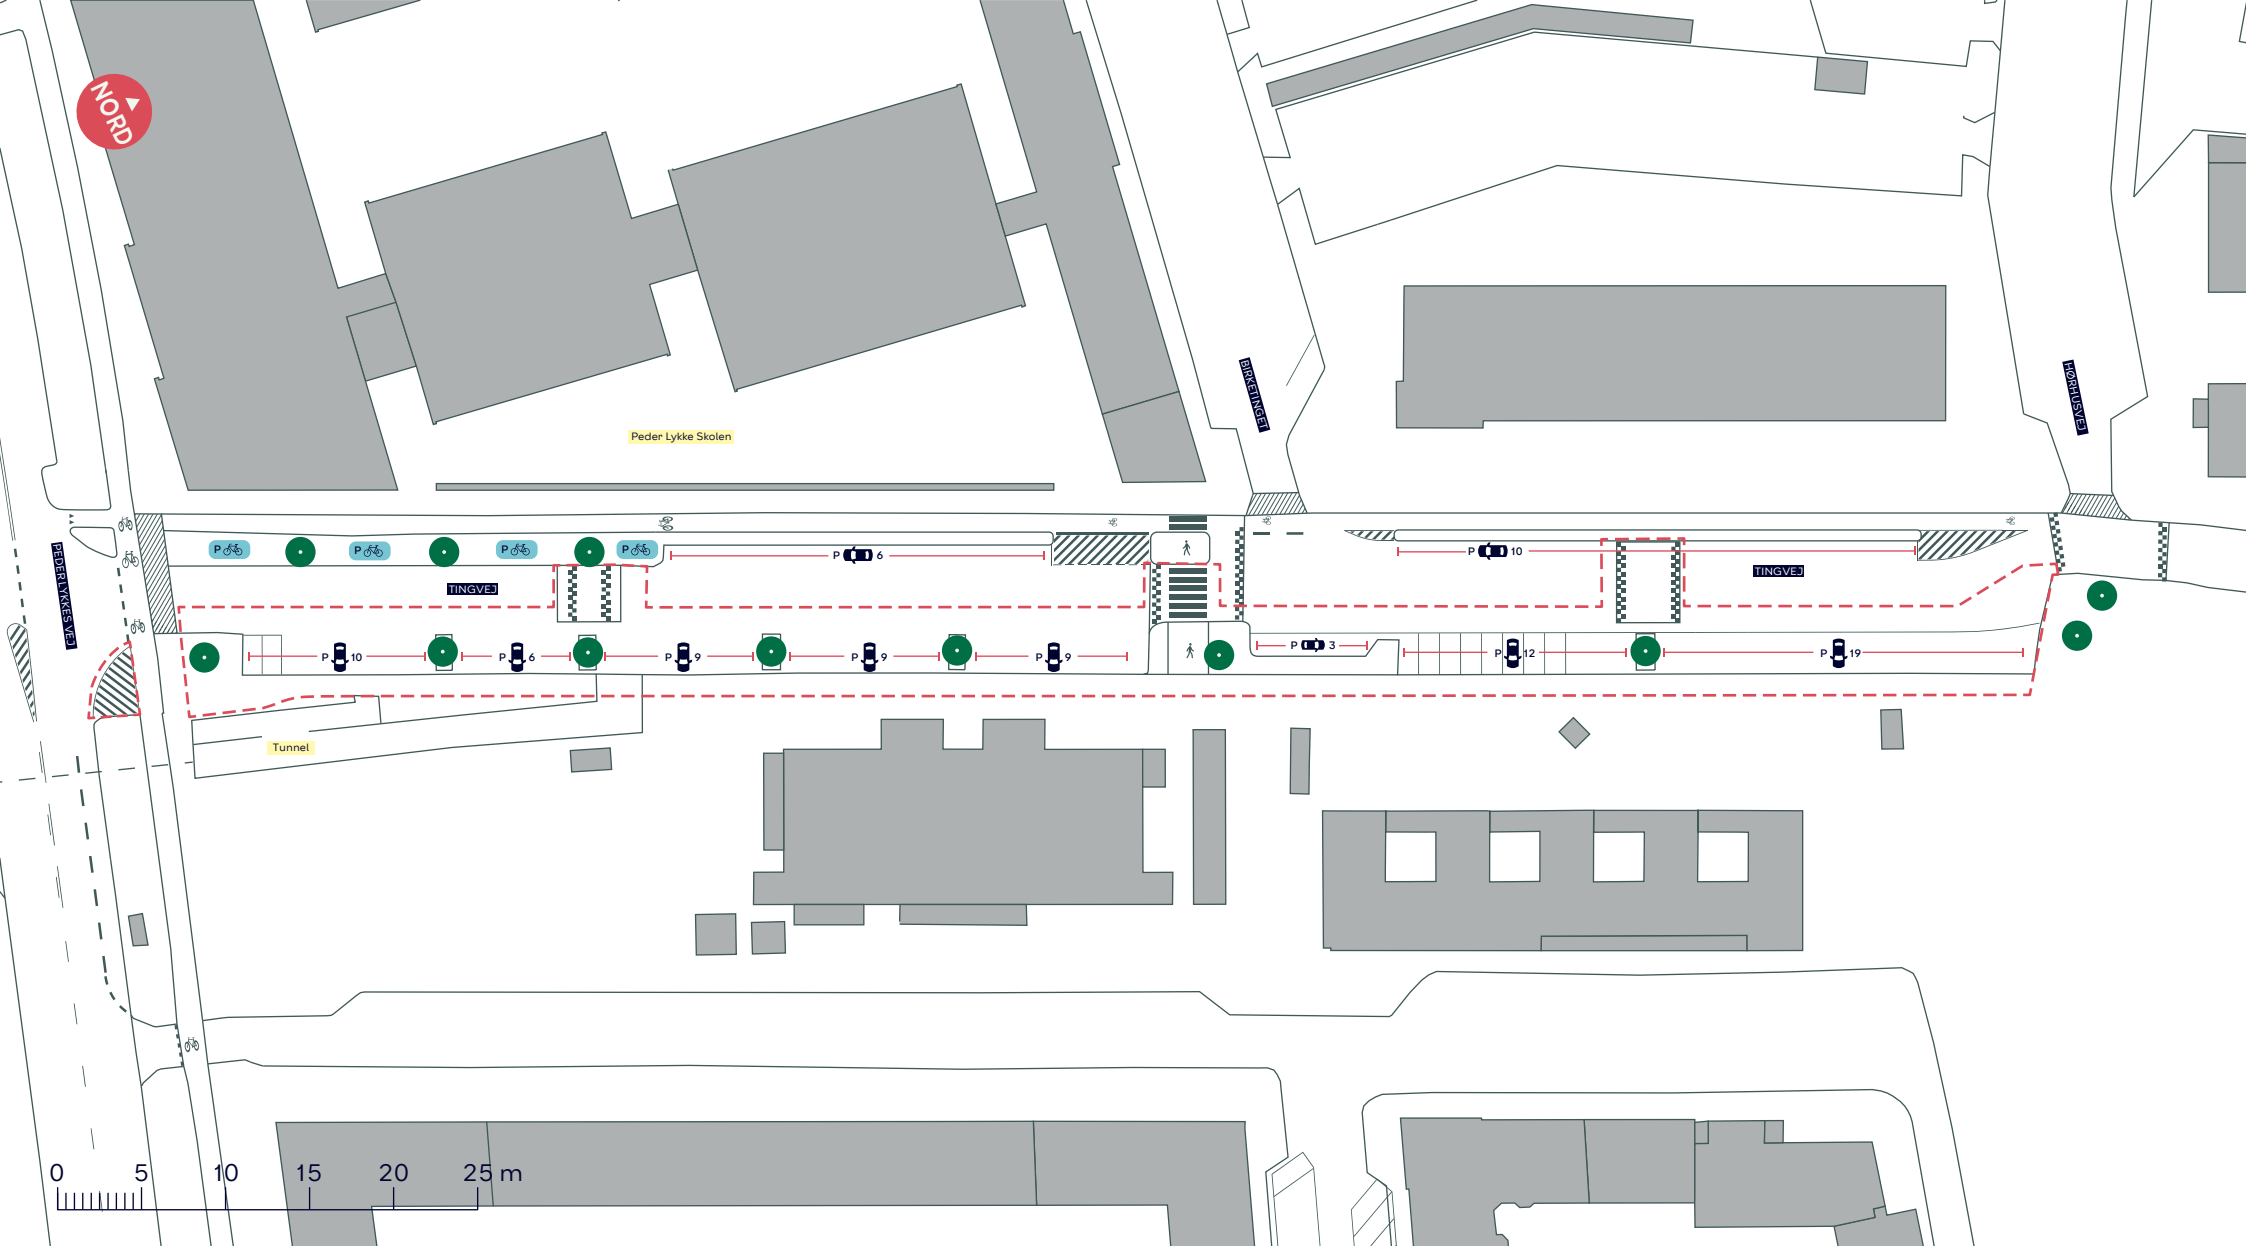 NORD
BIRKETINGET
HØRHUSVEJ
Peder Lykke Skolen
PEDER LYKKES VEJ
P
P
P
P
P 6
P 10
TINGVEJ
TINGVEJ
P 10
P 6
P 9
P 9
P 9
P 3
P 12
P 19
Tunnel
0 5 10 15 20 25 m